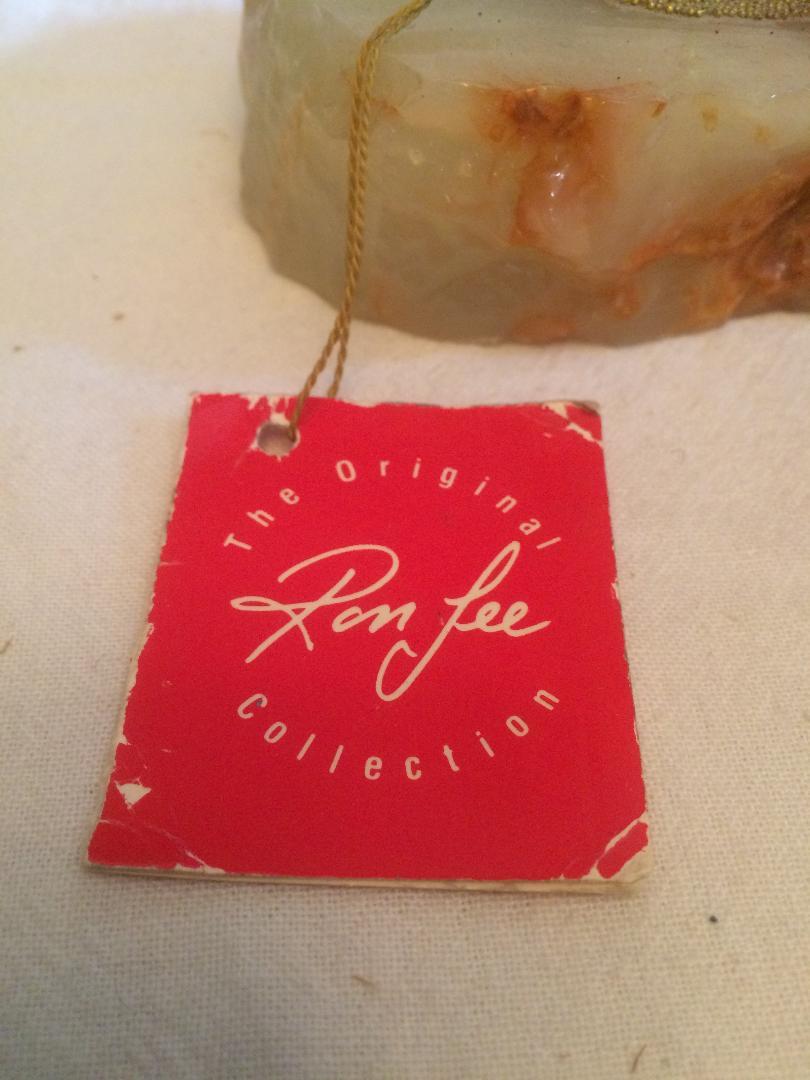 The Original
Ron Lee
Collection